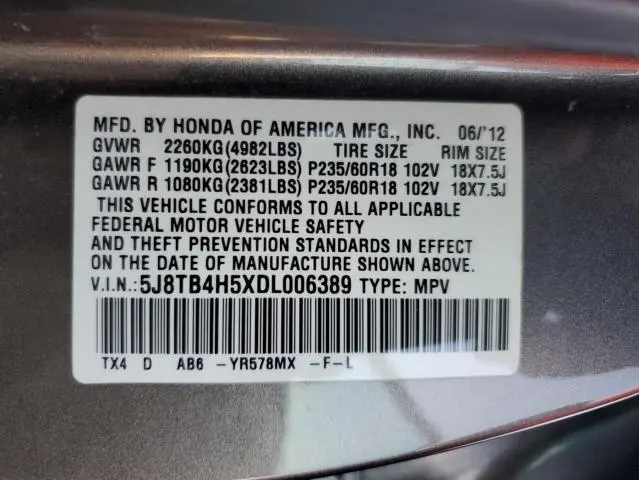 MFD. BY HONDA OF AMERICA MFG., INC. 06/'12
GVWR 2260KG(4982LBS) TIRE SIZE RIM SIZE
GAWR F 1190KG(2623LBS) P235/60R18 102V 18X7.5J
GAWR R 1080KG(2381LBS) P235/60R18 102V 18X7.5J
THIS VEHICLE CONFORMS TO ALL APPLICABLE
FEDERAL MOTOR VEHICLE SAFETY
AND THEFT PREVENTION STANDARDS IN EFFECT
ON THE DATE OF MANUFACTURE SHOWN ABOVE.
V.I.N.:5J8TB4H5XDL006389 TYPE: MPV
TX4 D AB6 -YR578MX -F-L